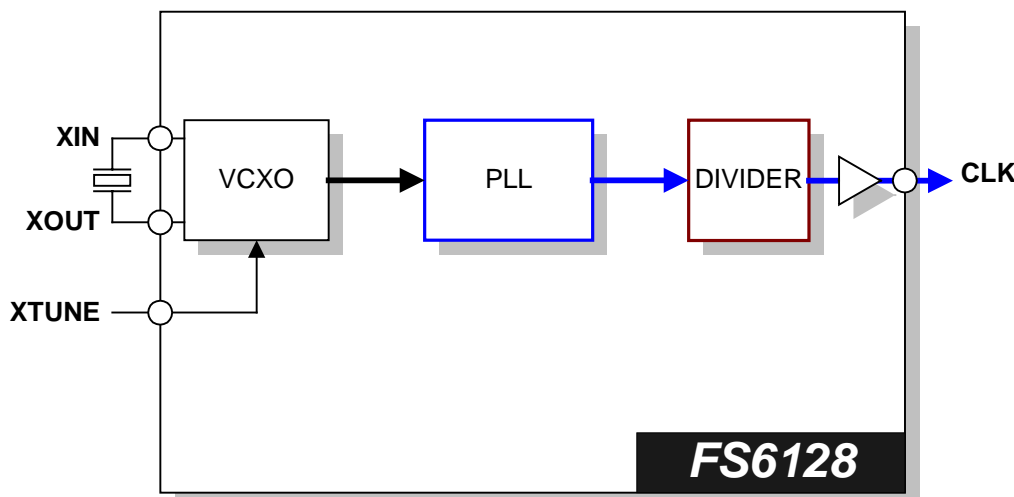 XIN
XOUT
XTUNE
VCXO
PLL
DIVIDER
CLK
FS6128